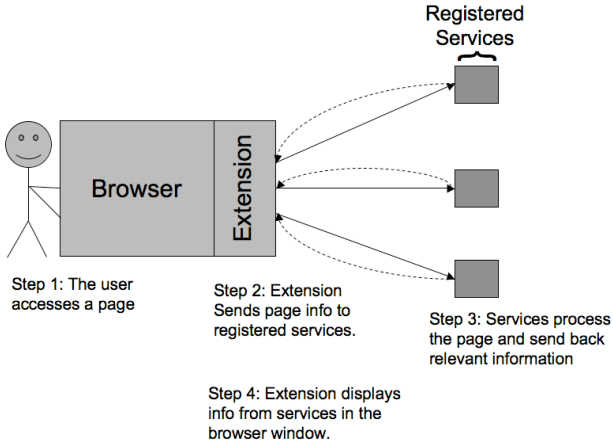 Registered
Services
Browser
Extension
Step 1: The user
accesses a page
Step 2: Extension
Sends page info to
registered services.
Step 3: Services process
the page and send back
relevant information
Step 4: Extension displays
info from services in the
browser window.